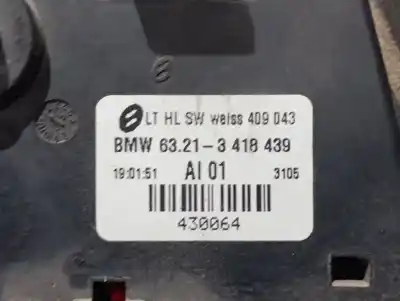 LT HL SW weiss 409 043
BMW 63.21-3 418 439
19:01:51 AI 01 3105
430064